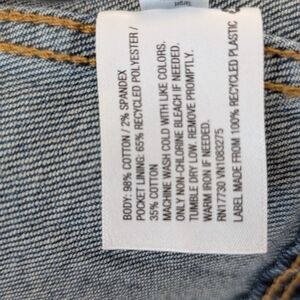 BODY: 98% COTTON / 2% SPANDEX
POCKET LINING: 65% RECYCLED POLYESTER /
35% COTTON
MACHINE WASH COLD WITH LIKE COLORS.
ONLY NON-CHLORINE BLEACH IF NEEDED.
TUMBLE DRY LOW. REMOVE PROMPTLY.
WARM IRON IF NEEDED.
RN17730 VN1083275
LABEL MADE FROM 100% RECYCLED PLASTIC